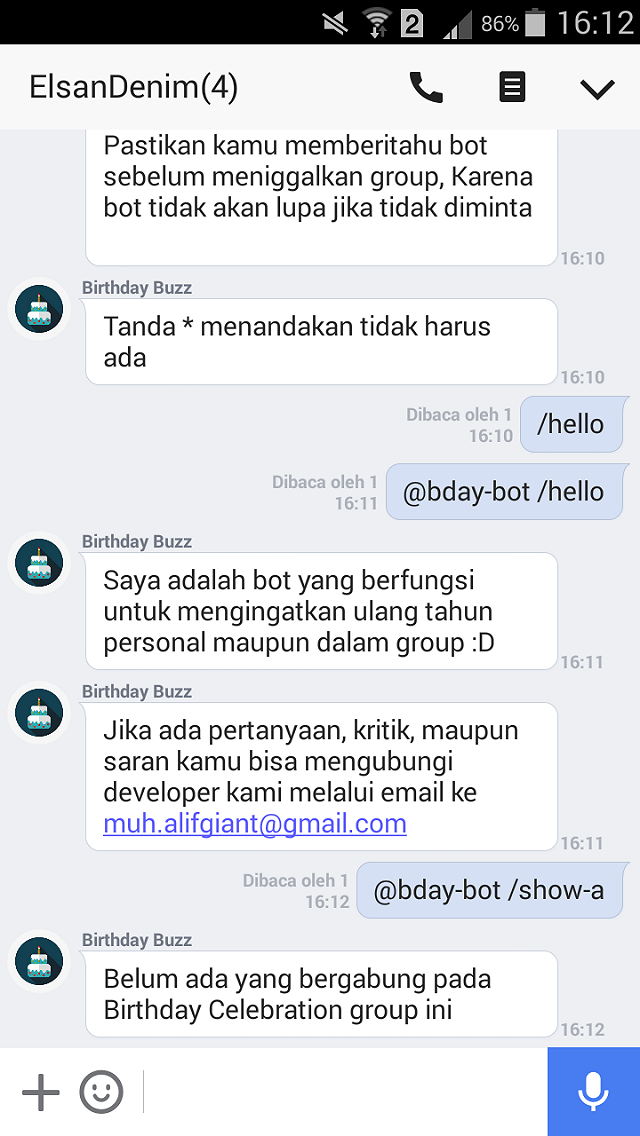 2 86% 16:12
ElsanDenim(4)
Pastikan kamu memberitahu bot
sebelum meniggalkan group, Karena
bot tidak akan lupa jika tidak diminta
16:10
Birthday Buzz
Tanda * menandakan tidak harus
ada
16:10
Dibaca oleh 1
16:10
/hello
Dibaca oleh 1
16:11
@bday-bot /hello
Birthday Buzz
Saya adalah bot yang berfungsi
untuk mengingatkan ulang tahun
personal maupun dalam group :D
16:11
Birthday Buzz
Jika ada pertanyaan, kritik, maupun
saran kamu bisa mengubungi
developer kami melalui email ke
muh.alifgiant@gmail.com
16:11
Dibaca oleh 1
16:12
@bday-bot /show-a
Birthday Buzz
Belum ada yang bergabung pada
Birthday Celebration group ini
16:12